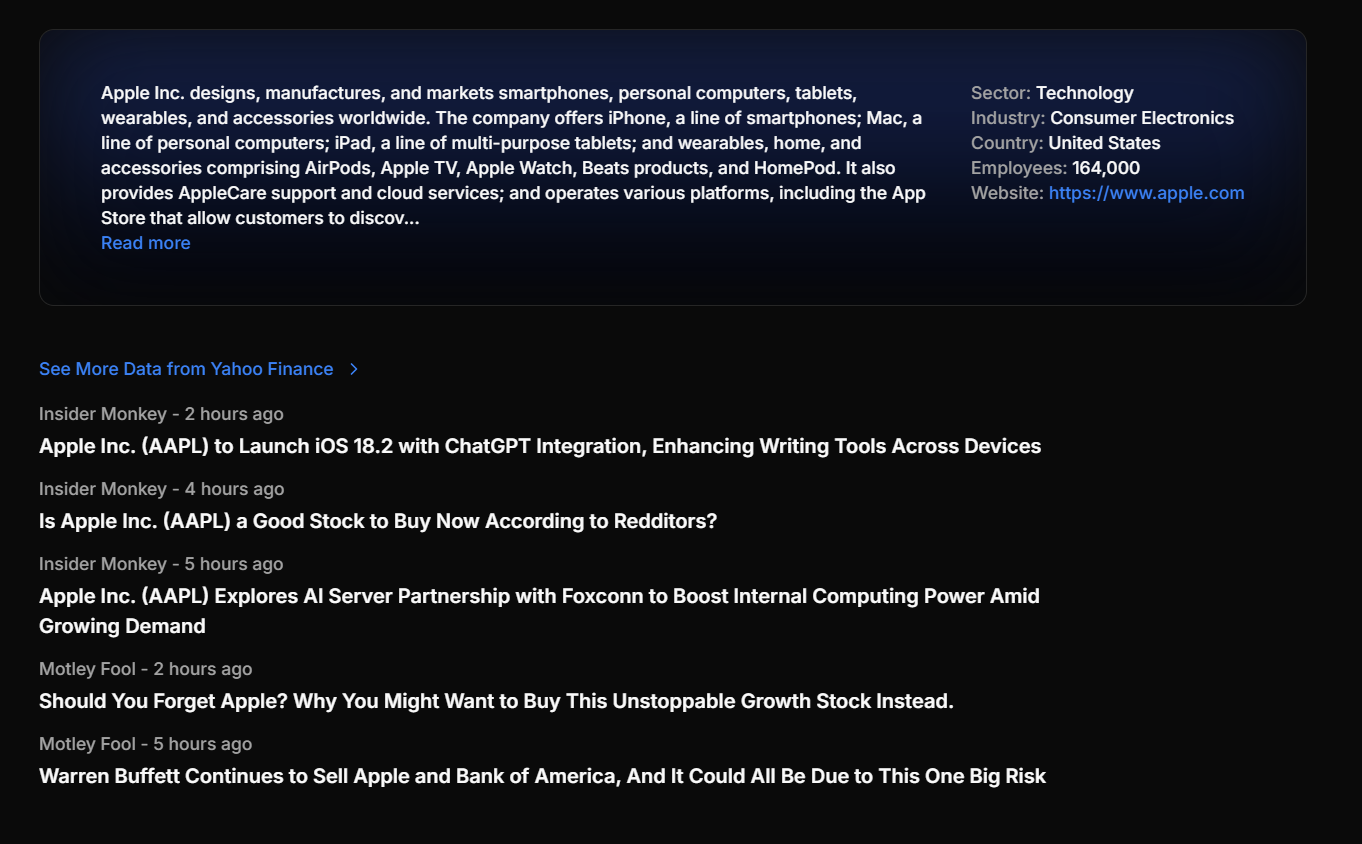 Apple Inc. designs, manufactures, and markets smartphones, personal computers, tablets,
wearables, and accessories worldwide. The company offers iPhone, a line of smartphones; Mac, a
line of personal computers; iPad, a line of multi-purpose tablets; and wearables, home, and
accessories comprising AirPods, Apple TV, Apple Watch, Beats products, and HomePod. It also
provides AppleCare support and cloud services; and operates various platforms, including the App
Store that allow customers to discov...
Read more
Sector: Technology
Industry: Consumer Electronics
Country: United States
Employees: 164,000
Website: https://www.apple.com
See More Data from Yahoo Finance >
Insider Monkey - 2 hours ago
Apple Inc. (AAPL) to Launch iOS 18.2 with ChatGPT Integration, Enhancing Writing Tools Across Devices
Insider Monkey - 4 hours ago
Is Apple Inc. (AAPL) a Good Stock to Buy Now According to Redditors?
Insider Monkey - 5 hours ago
Apple Inc. (AAPL) Explores AI Server Partnership with Foxconn to Boost Internal Computing Power Amid
Growing Demand
Motley Fool - 2 hours ago
Should You Forget Apple? Why You Might Want to Buy This Unstoppable Growth Stock Instead.
Motley Fool - 5 hours ago
Warren Buffett Continues to Sell Apple and Bank of America, And It Could All Be Due to This One Big Risk